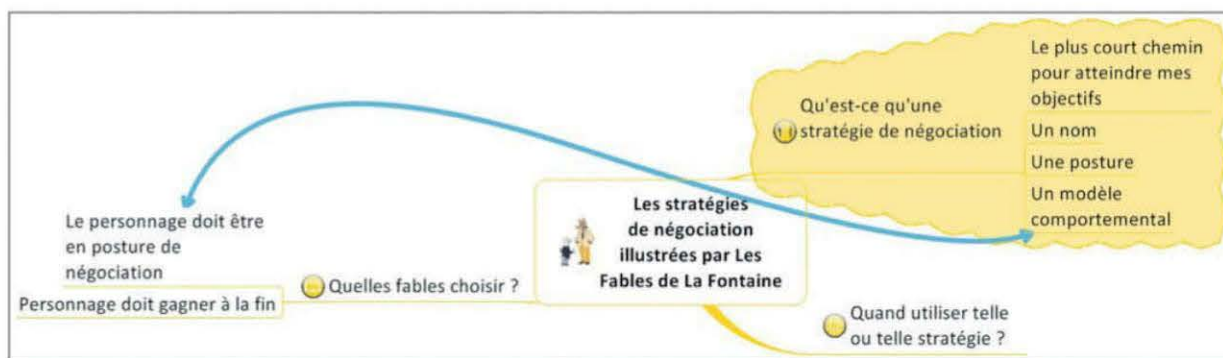 Le plus court chemin
pour atteindre mes
objectifs
Qu'est-ce qu'une
stratégie de négociation
Un nom
Une posture
Un modèle
comportemental
Les stratégies
de négociation
illustrées par Les
Fables de La Fontaine
Le personnage doit être
en posture de
négociation
Personnage doit gagner à la fin
Quelles fables choisir ?
Quand utiliser telle
ou telle stratégie ?